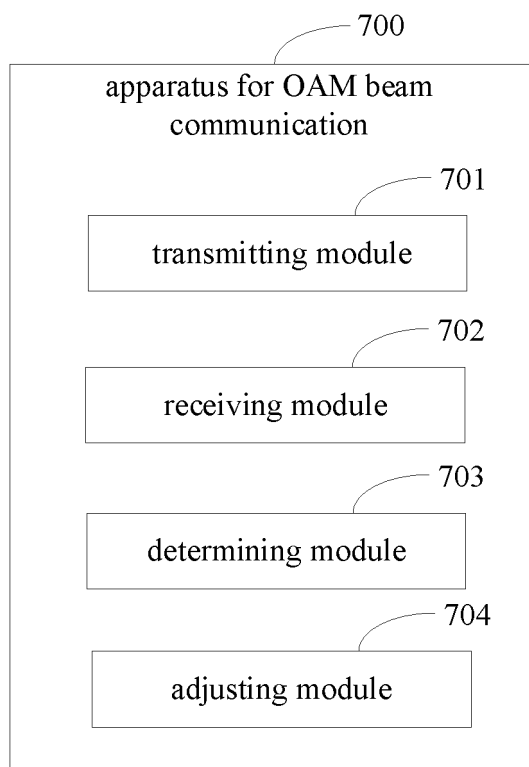 700
apparatus for OAM beam
communication
701
transmitting module
702
receiving module
703
determining module
704
adjusting module